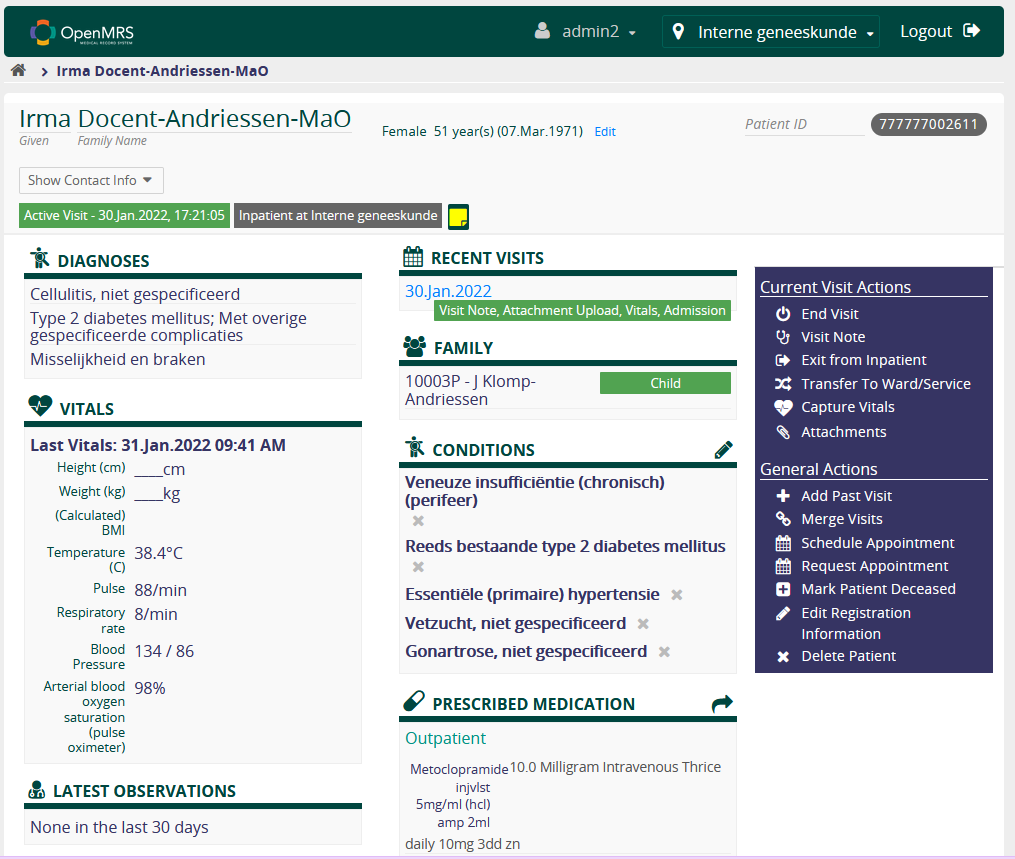 OpenMRS
MEDICAL RECORD SYSTEM
admin2
Interne geneeskunde
Logout
Irma Docent-Andriessen-MaO
Irma Docent-Andriessen-MaO
Given Family Name
Female 51 year(s) (07.Mar.1971) Edit
Patient ID 777777002611
Show Contact Info
Active Visit - 30.Jan.2022, 17:21:05
Inpatient at Interne geneeskunde
DIAGNOSES
Cellulitis, niet gespecificeerd
Type 2 diabetes mellitus; Met overige
gespecificeerde complicaties
Misselijkheid en braken
VITALS
Last Vitals: 31.Jan.2022 09:41 AM
Height (cm) ____cm
Weight (kg) ____kg
(Calculated)
BMI
Temperature 38.4°C
(C)
Pulse 88/min
Respiratory 8/min
rate
Blood 134 / 86
Pressure
Arterial blood 98%
oxygen
saturation
(pulse
oximeter)
LATEST OBSERVATIONS
None in the last 30 days
RECENT VISITS
30.Jan.2022
Visit Note, Attachment Upload, Vitals, Admission
FAMILY
10003P - J Klomp- Child
Andriessen
CONDITIONS
Veneuze insufficiëntie (chronisch)
(perifeer)
Reeds bestaande type 2 diabetes mellitus
Essentiële (primaire) hypertensie
Vetzucht, niet gespecificeerd
Gonartrose, niet gespecificeerd
PRESCRIBED MEDICATION
Outpatient
Metoclopramide 10.0 Milligram Intravenous Thrice
injvlst
5mg/ml (hcl)
amp 2ml
daily 10mg 3dd zn
Current Visit Actions
End Visit
Visit Note
Exit from Inpatient
Transfer To Ward/Service
Capture Vitals
Attachments
General Actions
Add Past Visit
Merge Visits
Schedule Appointment
Request Appointment
Mark Patient Deceased
Edit Registration
Information
Delete Patient